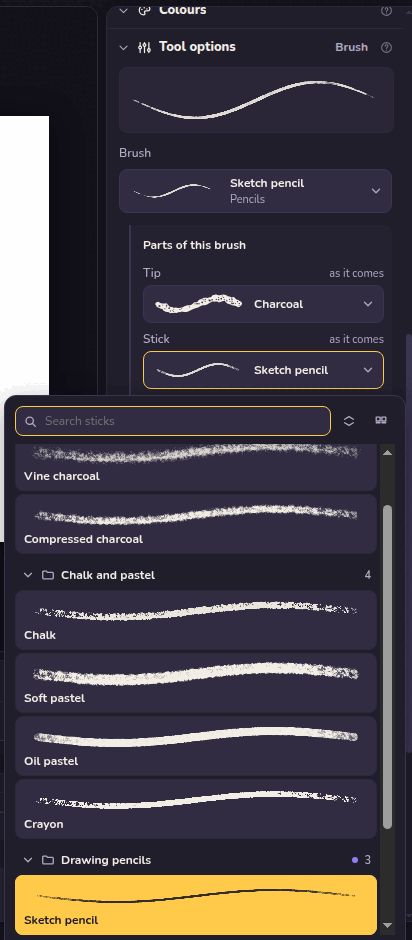 Colours
Tool options
Brush
Brush
Sketch pencil
Pencils
Parts of this brush
Tip
as it comes
Charcoal
Stick
as it comes
Sketch pencil
Search sticks
Vine charcoal
Compressed charcoal
Chalk and pastel
4
Chalk
Soft pastel
Oil pastel
Crayon
Drawing pencils
3
Sketch pencil